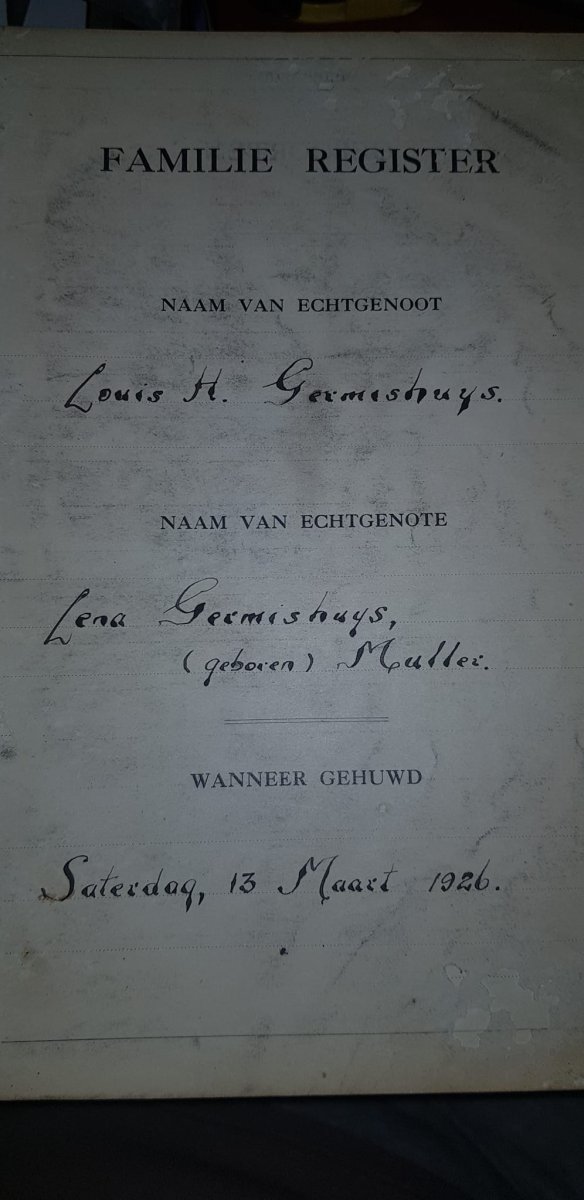 FAMILIE REGISTER
NAAM VAN ECHTGENOOT
Louis H. Germishuys.
NAAM VAN ECHTGENOTE
Lena Germishuys,
(geboren) Muller.
WANNEER GEHUWD
Saterdag, 13 Maart 1926.